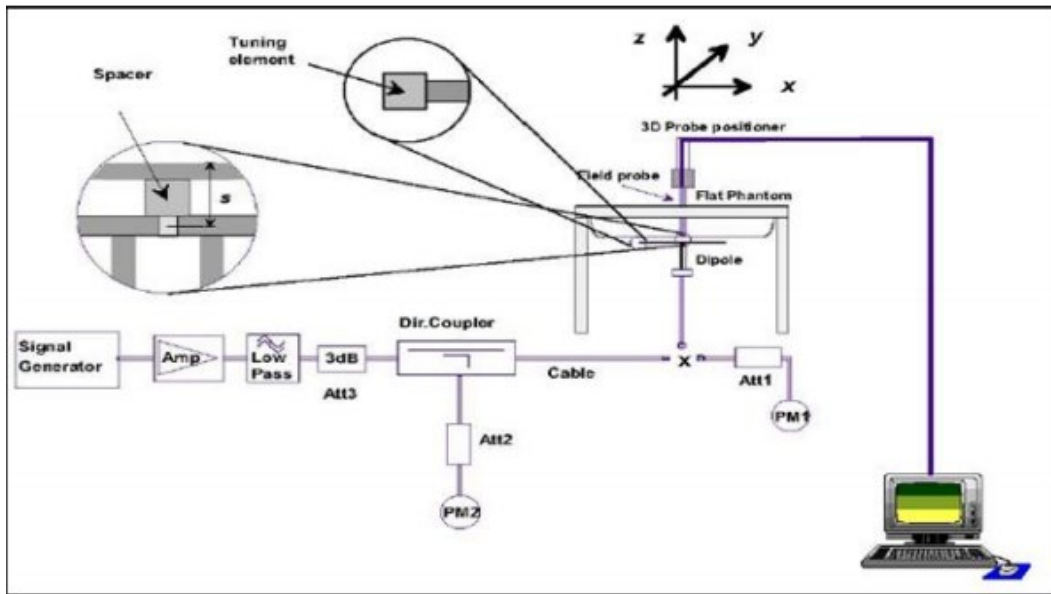 Tuning
element
Spacer
s
z
y
x
3D Probe positioner
Field probe
Flat Phantom
Dipole
Signal
Generator
Amp
Low
Pass
3dB
Att3
Dir.Coupler
Cable
x
Att1
PM1
Att2
PM2